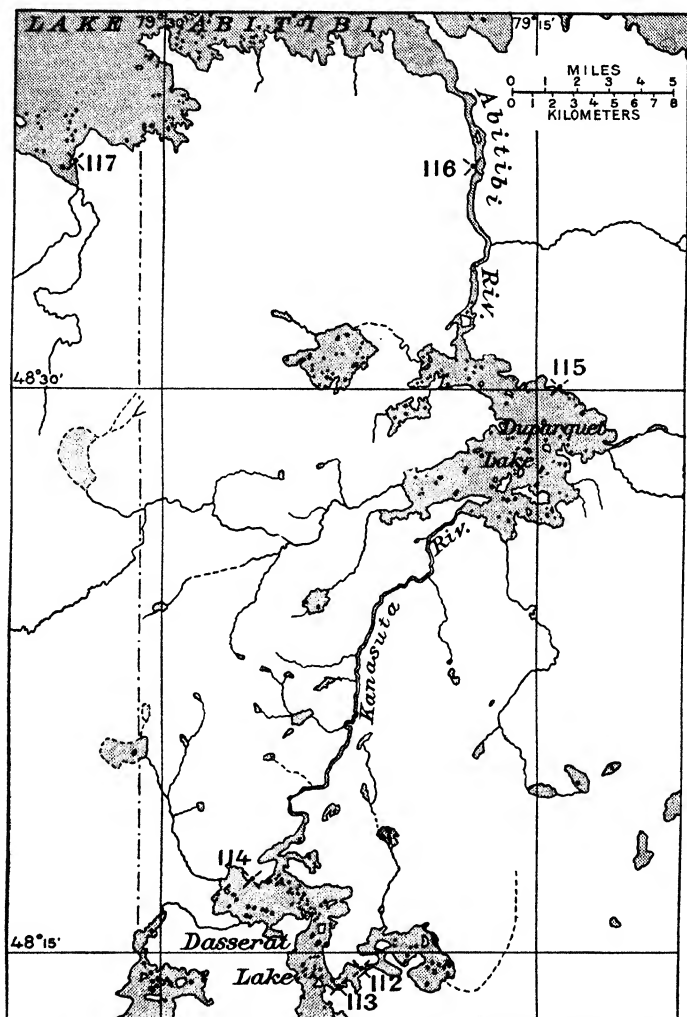 LAKE ABITIBI
79° 30'
79° 15'
MILES
0 1 2 3 4 5
0 1 2 3 4 5 6 7 8
KILOMETERS
117
116
Abitibi
Riv.
48° 30'
115
Duparquet
Lake
Riv.
Kanasuta
114
48° 15'
Dasserat
Lake
112
113